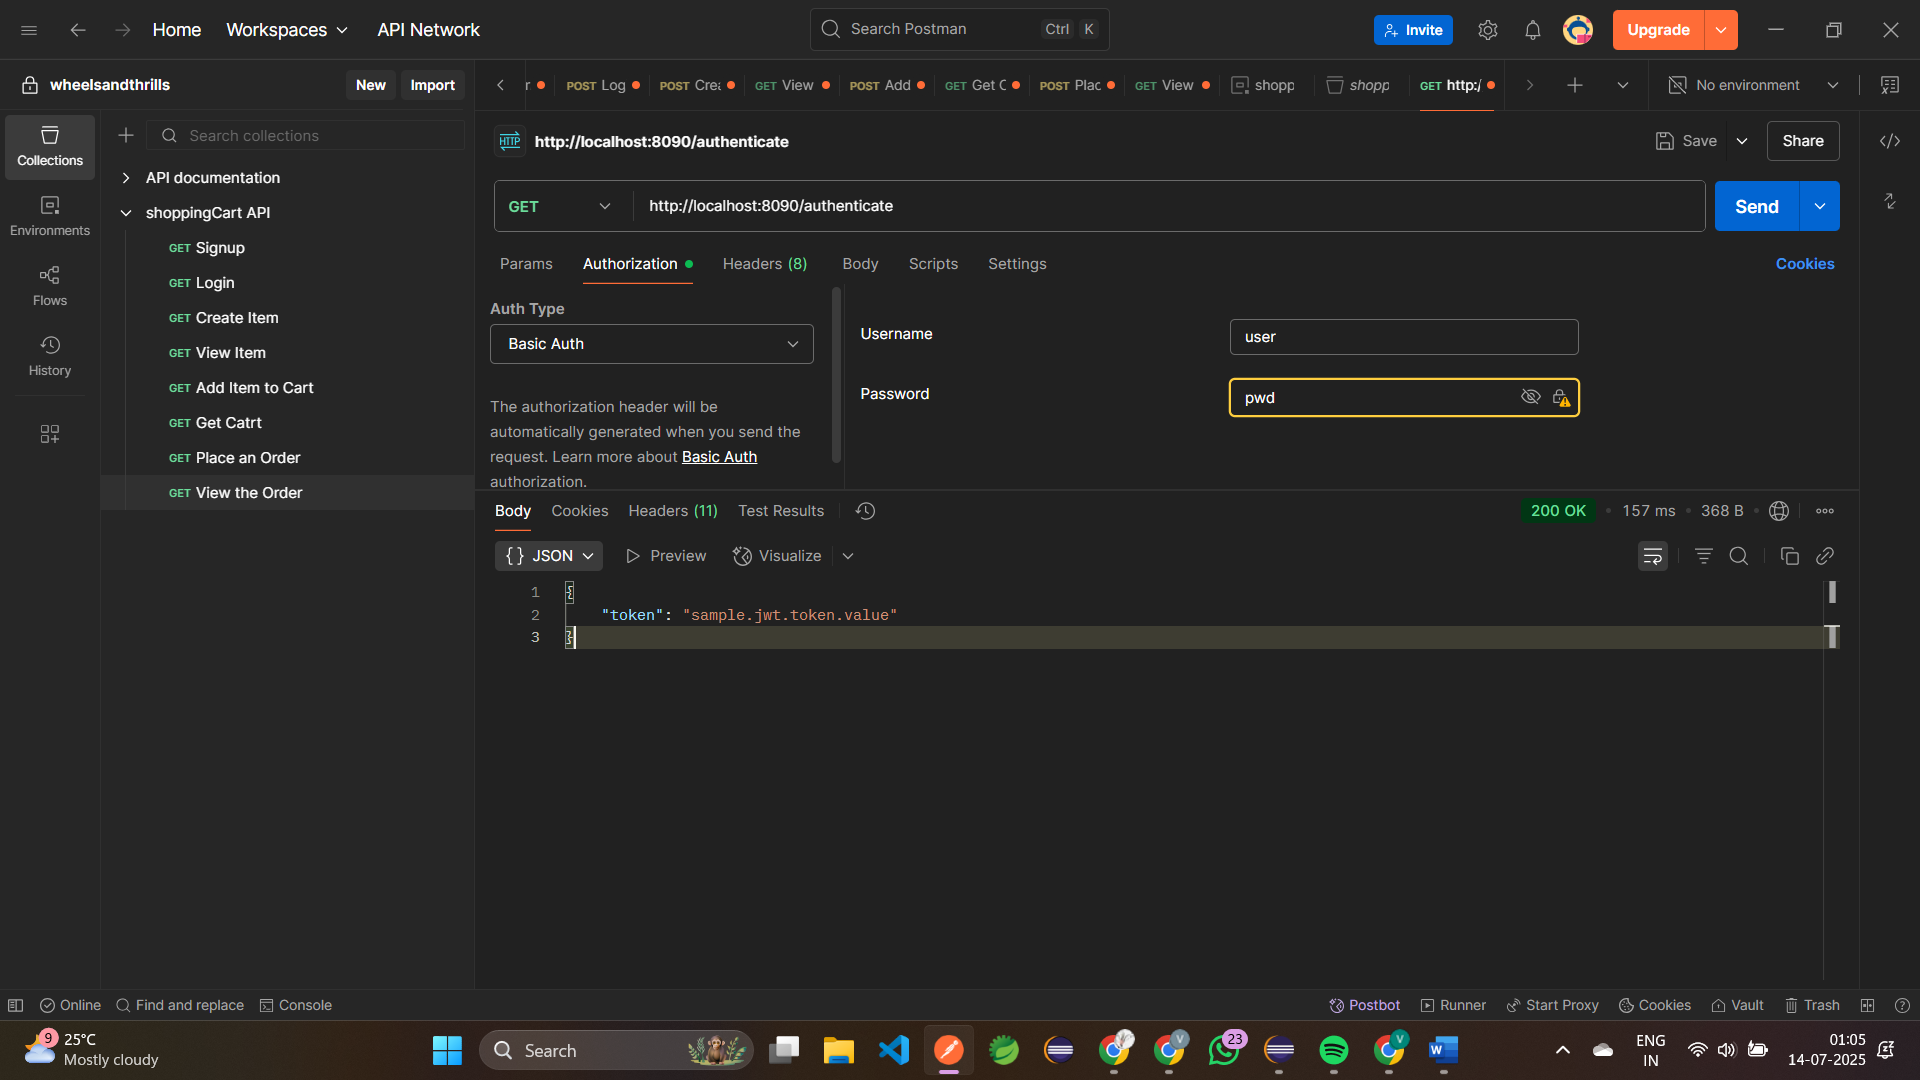 Home Workspaces API Network Search Postman Ctrl K Invite Upgrade
wheelsandthrills New Import
r POST Log POST Crea GET View POST Add GET Get C POST Plac GET View shopp shopp GET http:/ No environment
Collections
Environments
Flows
History
Search collections
API documentation
shoppingCart API
GET Signup
GET Login
GET Create Item
GET View Item
GET Add Item to Cart
GET Get Catrt
GET Place an Order
GET View the Order
HTTP http://localhost:8090/authenticate Save Share
GET http://localhost:8090/authenticate Send
Params Authorization Headers (8) Body Scripts Settings Cookies
Auth Type
Basic Auth
The authorization header will be
automatically generated when you send the
request. Learn more about Basic Auth
authorization.
Username user
Password pwd
Body Cookies Headers (11) Test Results 200 OK 157 ms 368 B
{} JSON Preview Visualize
1 {
2 "token": "sample.jwt.token.value"
3 }
Online Find and replace Console Postbot Runner Start Proxy Cookies Vault Trash
9 25°C
Mostly cloudy
Search
V
23
V
W
ENG
IN
01:05
14-07-2025